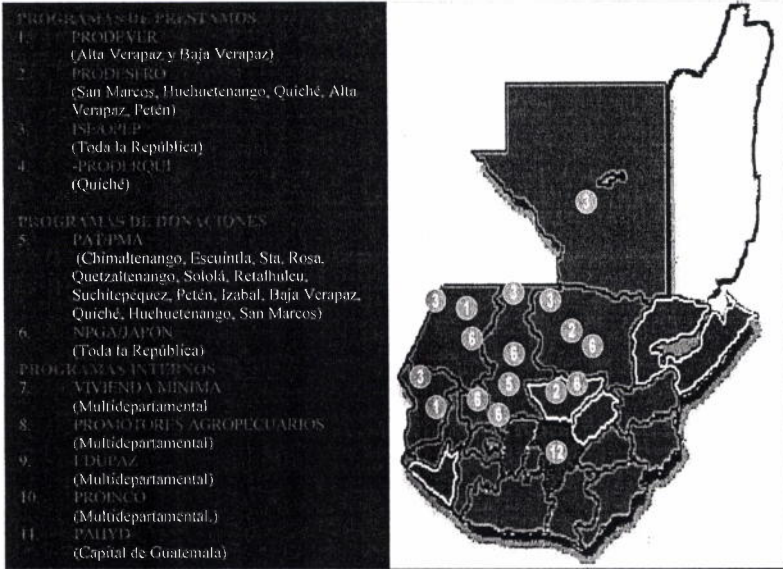 PROGRAMAS DE PRESTAMOS
1. PRODEVER
(Alta Verapaz y Baja Verapaz)
2. PRODESFRO
(San Marcos, Huehuetenango, Quiché, Alta
Verapaz, Petén)
3.
(Toda la República)
4. -PRODERQUI
(Quiché)
PROGRAMAS DE DONACIONES
5. PAT/PMA
(Chimaltenango, Escuintla, Sta, Rosa,
Quetzaltenango, Sololá, Retalhuleu,
Suchitepéquez, Petén, Izabal, Baja Verapaz,
Quiché, Huehuetenango, San Marcos)
6. NPGA/JAPON
(Toda la República)
PROGRAMAS INTERNOS
7. VIVIENDA MINIMA
(Multidepartamental
8. PROMOTORES AGROPECUARIOS
(Multidepartamental)
9. EDUPAZ
(Multidepartamental)
10. PROINCO
(Multidepartamental.)
11.
(Capital de Guatemala)
3
3
1
3
3
2
6
6
6
3
5
2
6
1
6
6
12